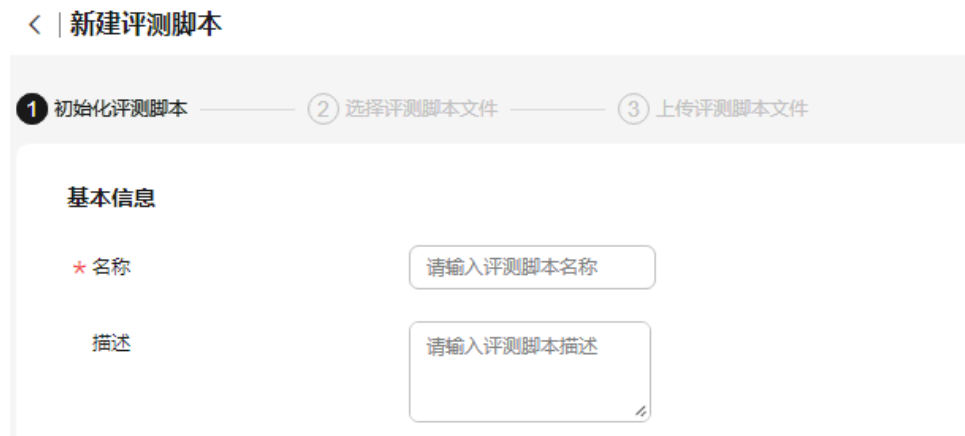 新建评测脚本
1 初始化评测脚本 2 选择评测脚本文件 3 上传评测脚本文件
基本信息
* 名称 请输入评测脚本名称
描述 请输入评测脚本描述